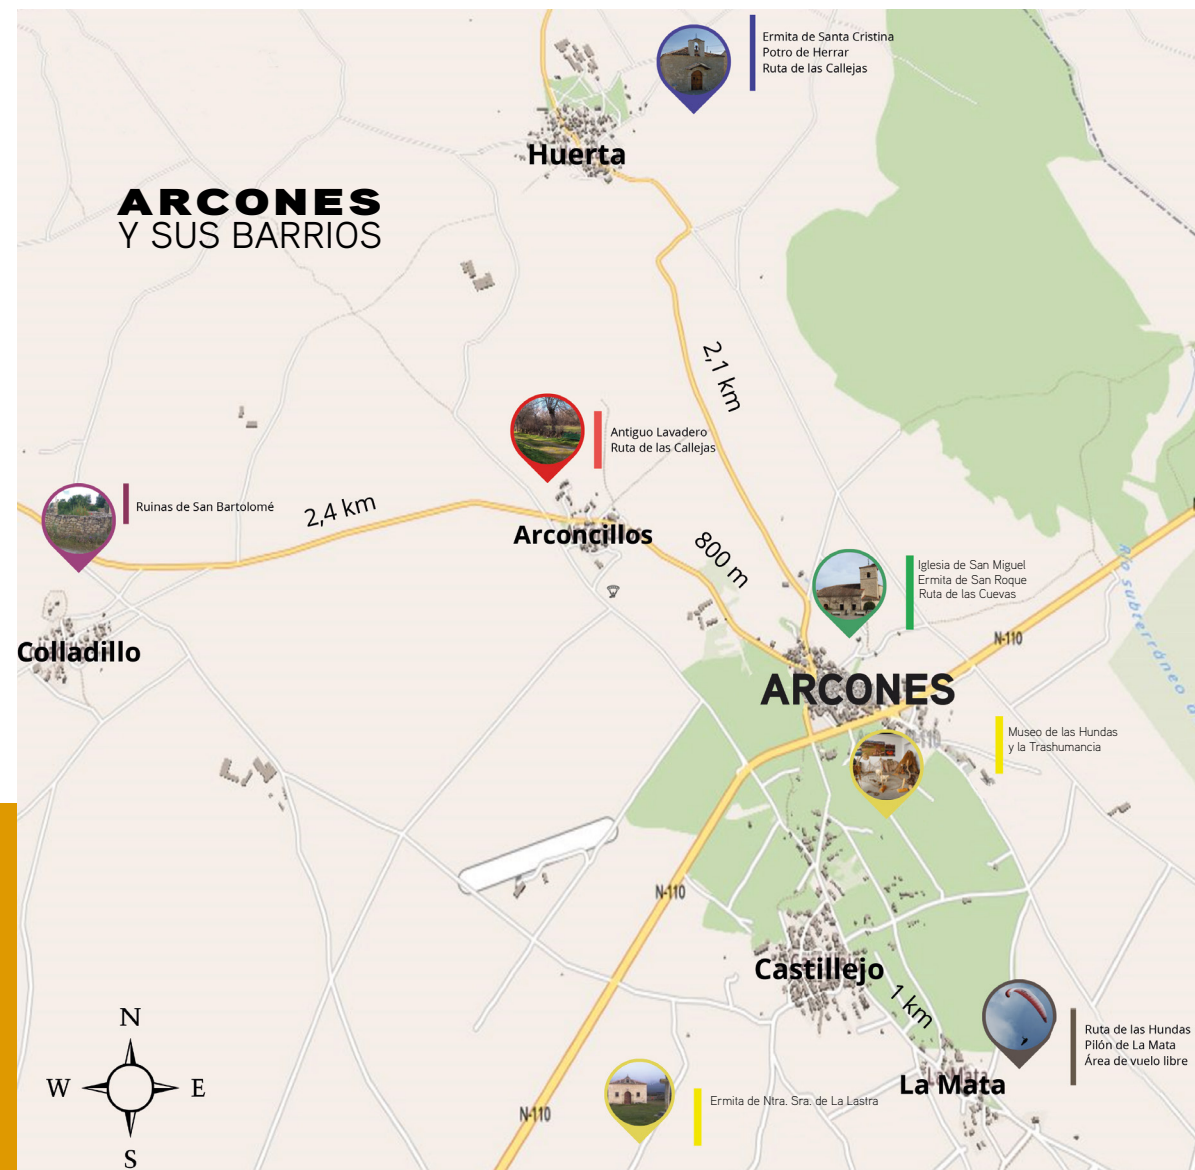 Ermita de Santa Cristina
Potro de Herrar
Ruta de las Callejas
Huerta
ARCONES
Y SUS BARRIOS
2,1 km
Antiguo Lavadero
Ruta de las Callejas
Ruinas de San Bartolomé
2,4 km
Arconcillos
800 m
Iglesia de San Miguel
Ermita de San Roque
Ruta de las Cuevas
Río subterráneo
N-110
Colladillo
ARCONES
Museo de las Hundas
y la Trashumancia
N-110
Castillejo
1 km
Ruta de las Hundas
Pilón de La Mata
Área de vuelo libre
La Mata
Ermita de Ntra. Sra. de La Lastra
N-110
N
W
E
S